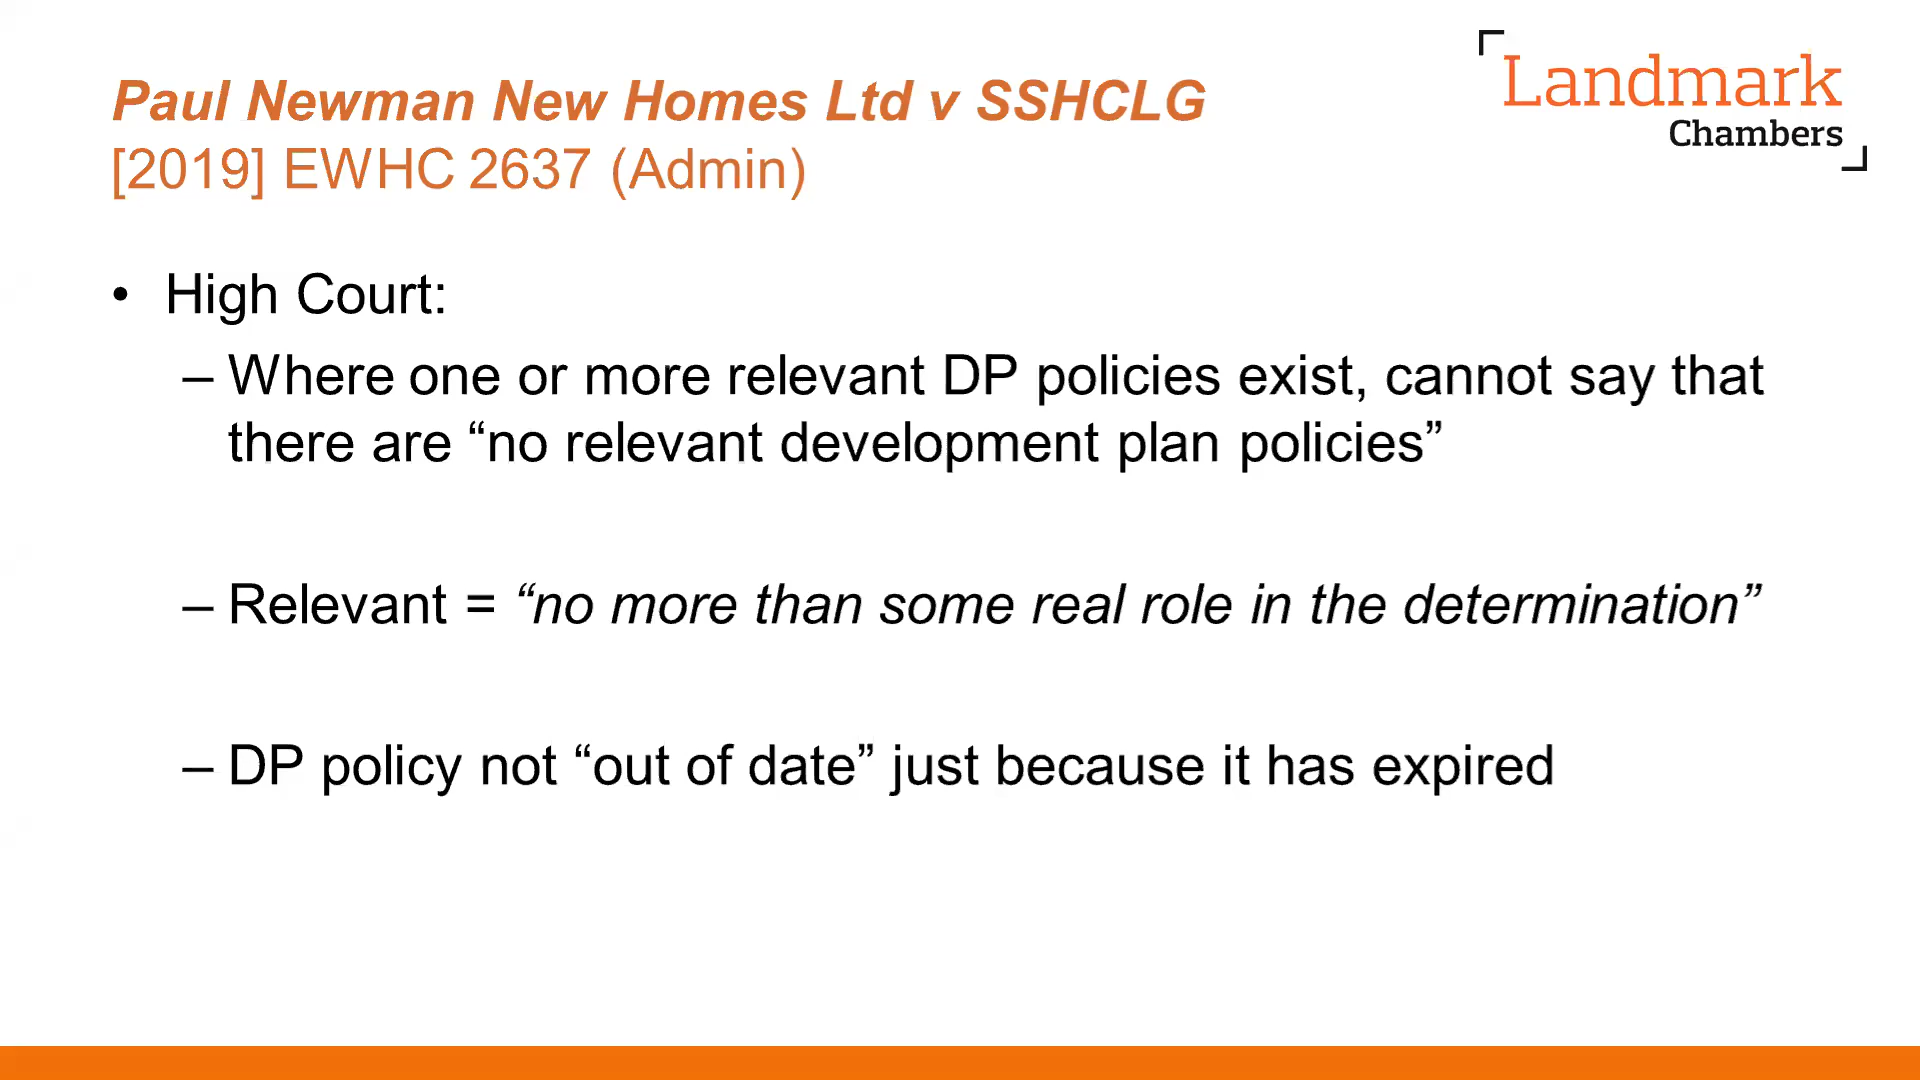 Paul Newman New Homes Ltd v SSHCLG
[2019] EWHC 2637 (Admin)
Landmark
Chambers
• High Court:
– Where one or more relevant DP policies exist, cannot say that
there are “no relevant development plan policies”
– Relevant = “no more than some real role in the determination”
– DP policy not “out of date” just because it has expired